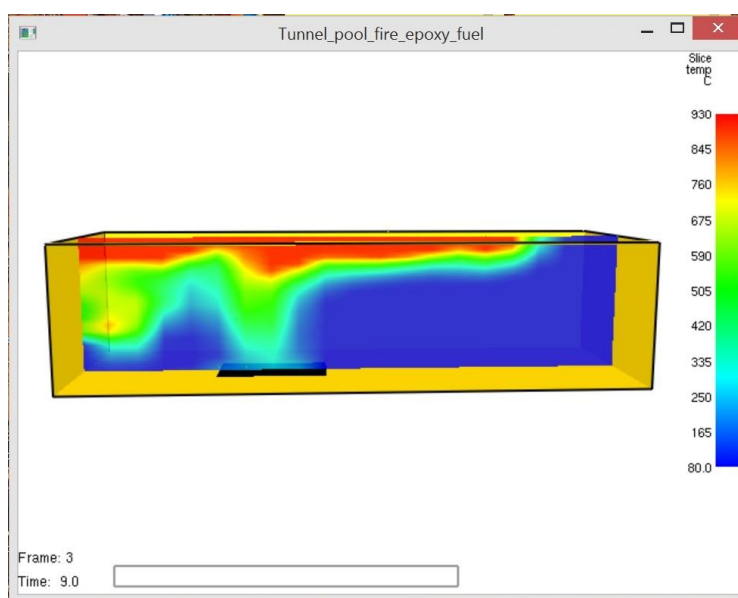 Tunnel_pool_fire_epoxy_fuel
Slice
temp
C
930
845
760
675
590
505
420
335
250
165
80.0
Frame: 3
Time: 9.0